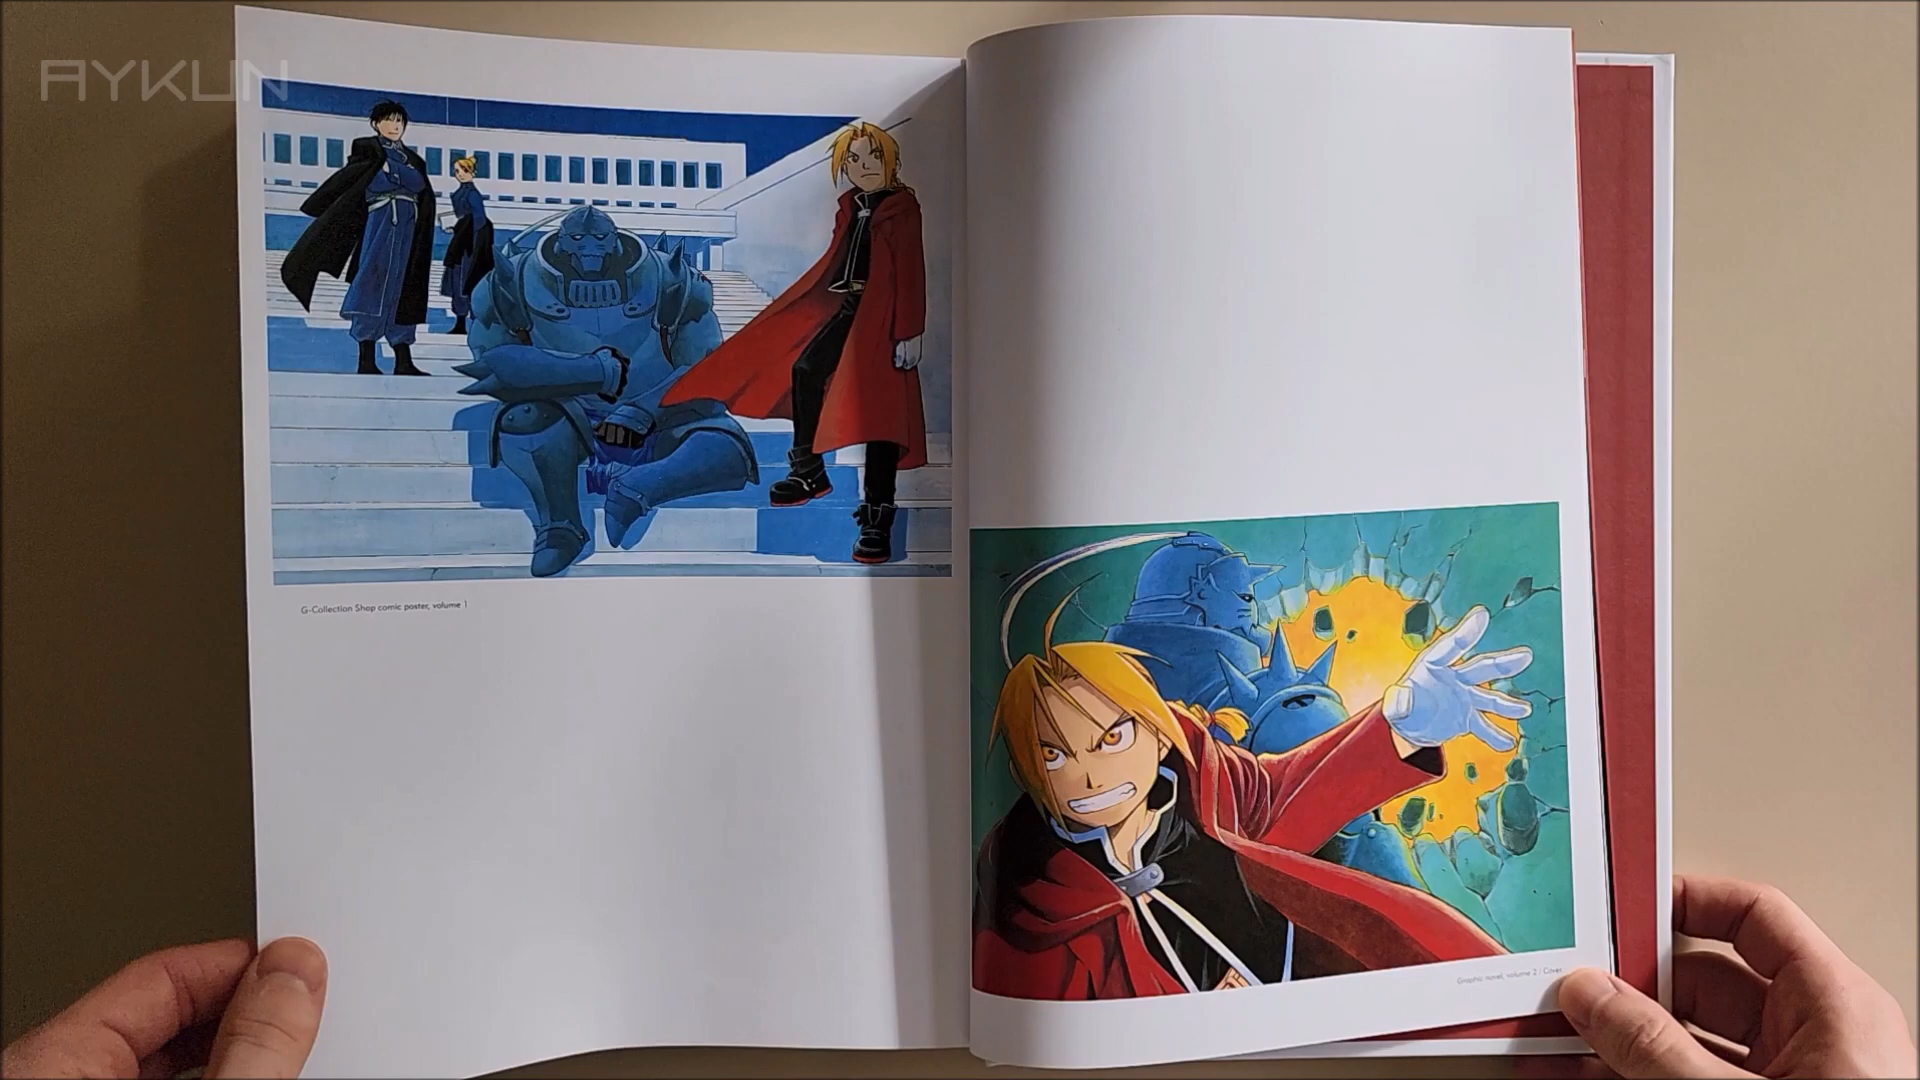 AYKUN
G-Collection Shop comic poster, volume 1
Graphic novel, volume 2 / Cover